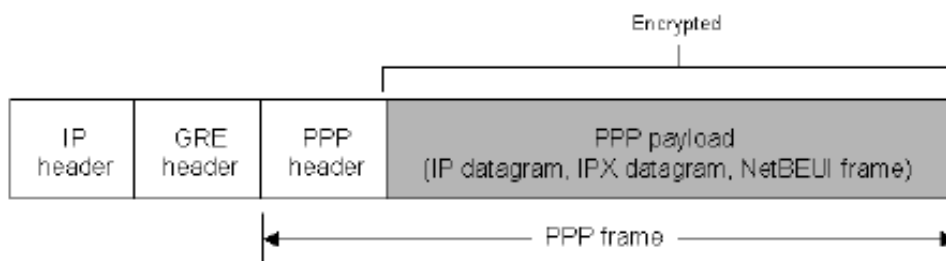 Encrypted
IP
header
GRE
header
PPP
header
PPP payload
(IP datagram, IPX datagram, NetBEUI frame)
PPP frame